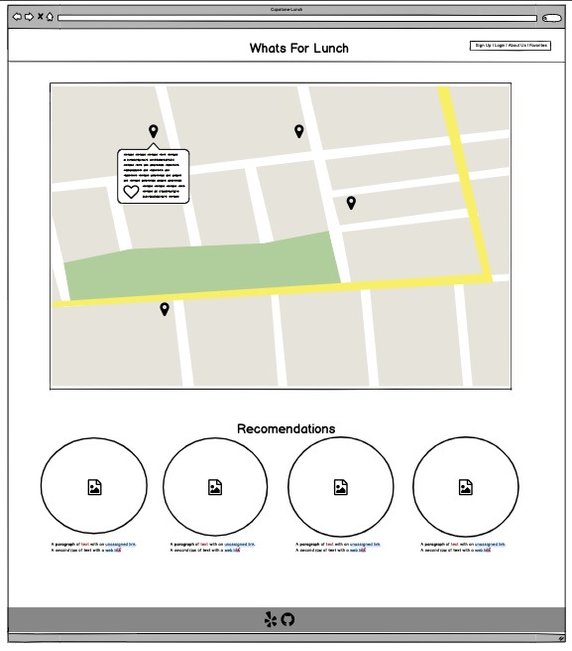 Capstone-Lunch
Whats For Lunch
Sign Up | Login | About Us | Favorites
Recomendations
A paragraph of text with an unassigned link.
A second row of text with a web link
A paragraph of text with an unassigned link.
A second row of text with a web link
A paragraph of text with an unassigned link.
A second row of text with a web link
A paragraph of text with an unassigned link.
A second row of text with a web link